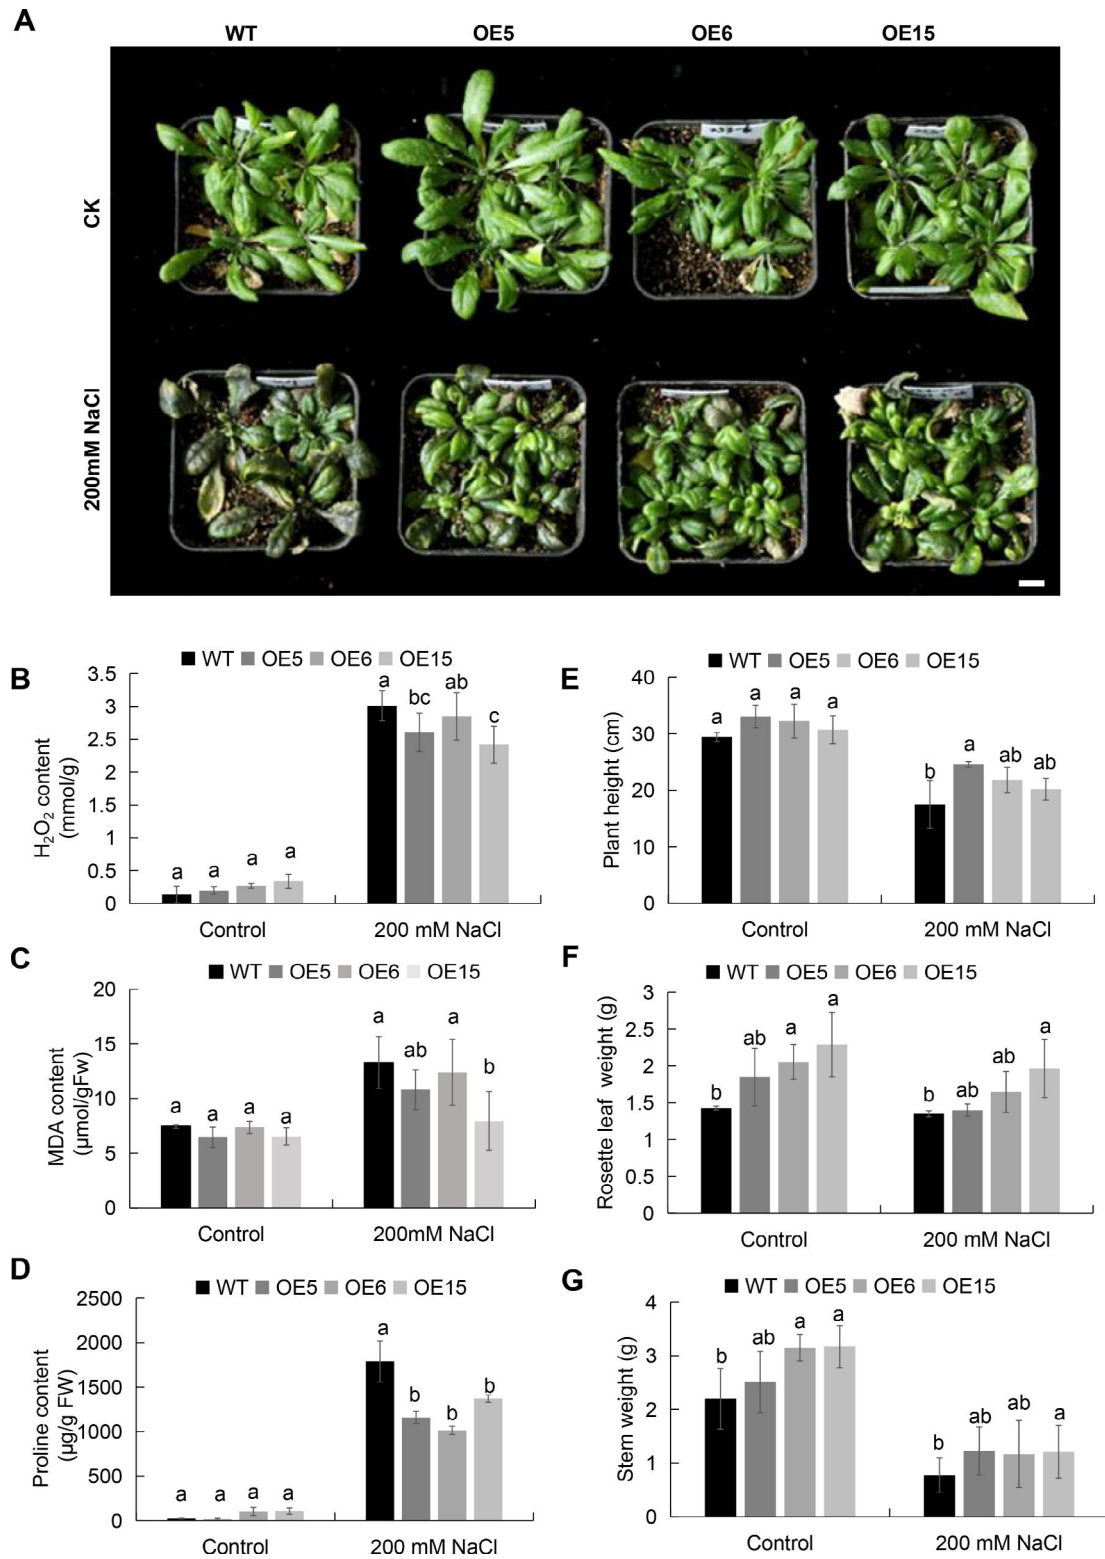 A
WT OE5 OE6 OE15
CK
200mM NaCl
B
WT OE5 OE6 OE15
H₂O₂ content
(mmol/g)
3.5
3
2.5
2
1.5
1
0.5
0
a a a a
a bc ab c
Control 200 mM NaCl
C
WT OE5 OE6 OE15
MDA content
(µmol/gFw)
20
15
10
5
0
a a a a
a ab a b
Control 200mM NaCl
D
WT OE5 OE6 OE15
Proline content
(µg/g FW)
2500
2000
1500
1000
500
0
a a a a
a b b b
Control 200 mM NaCl
E
WT OE5 OE6 OE15
Plant height (cm)
40
30
20
10
0
a a a a
b a ab ab
Control 200 mM NaCl
F
WT OE5 OE6 OE15
Rosette leaf weight (g)
3
2.5
2
1.5
1
0.5
0
b ab a a
b ab ab a
Control 200 mM NaCl
G
WT OE5 OE6 OE15
Stem weight (g)
4
3
2
1
0
b ab a a
b ab ab a
Control 200 mM NaCl